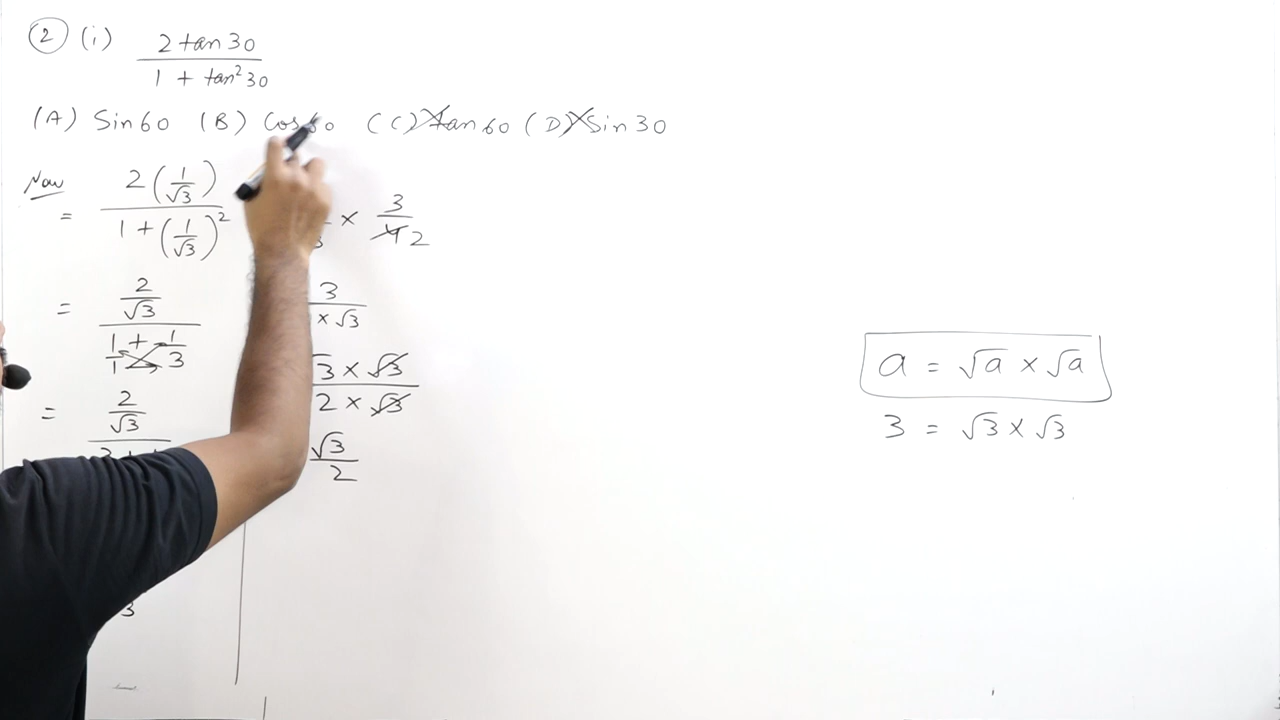 ② (i) 2 tan 30 / 1 + tan² 30
(A) Sin 60 (B) Cos 60 (C) tan 60 (D) Sin 30
Now
= 2(1/√3) / 1 + (1/√3)²
= 2/√3 / 1/1 + 1/3
= 2/√3
3
× 3/4 2
3 / × √3
√3 × √3 / 2 × √3
√3 / 2
a = √a × √a
3 = √3 × √3